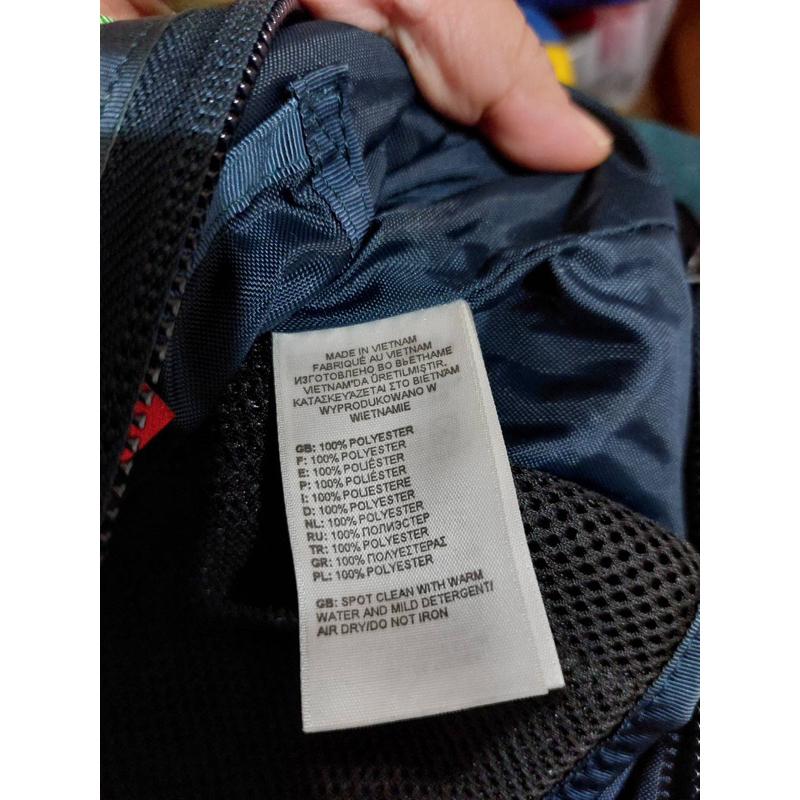 MADE IN VIETNAM
FABRIQUÉ AU VIETNAM
ИЗГОТОВЛЕНО ВО ВЬЕТНАМЕ
VIETNAM'DA ÜRETILMIŞTIR.
ΚΑΤΑΣΚΕΥΆΖΕΤΑΙ ΣΤΟ ΒΙΕΤΝΆΜ
WYPRODUKOWANO W
WIETNAMIE
GB: 100% POLYESTER
F: 100% POLYESTER
E: 100% POLIÉSTER
P: 100% POLIÉSTER
I: 100% POLIESTERE
D: 100% POLYESTER
NL: 100% POLYESTER
RU: 100% ПОЛИЭСТЕР
TR: 100% POLYESTER
GR: 100% ΠΟΛΥΕΣΤΕΡΑΣ
PL: 100% POLYESTER
GB: SPOT CLEAN WITH WARM
WATER AND MILD DETERGENT/
AIR DRY/DO NOT IRON